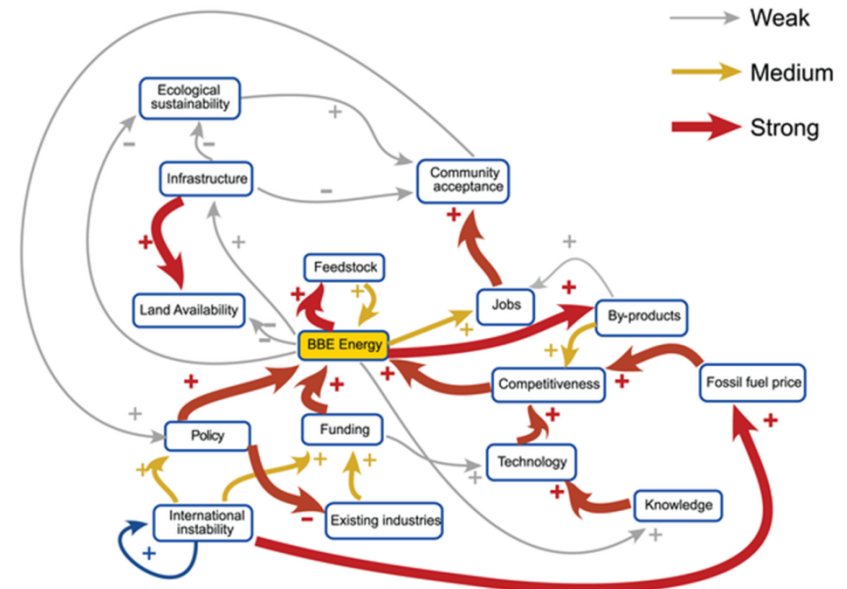 Weak
Medium
Strong
Ecological
sustainability
+
-
-
Infrastructure
-
Community
acceptance
+
+
+
+
Feedstock
+
+
Land Availability
-
-
Jobs
+
+
By-products
BBE Energy
+
+
+
Competitiveness
+
Fossil fuel price
+
+
Policy
Funding
+
+
+
+
+
Technology
+
+
International
instability
-
Existing industries
Knowledge
+
+